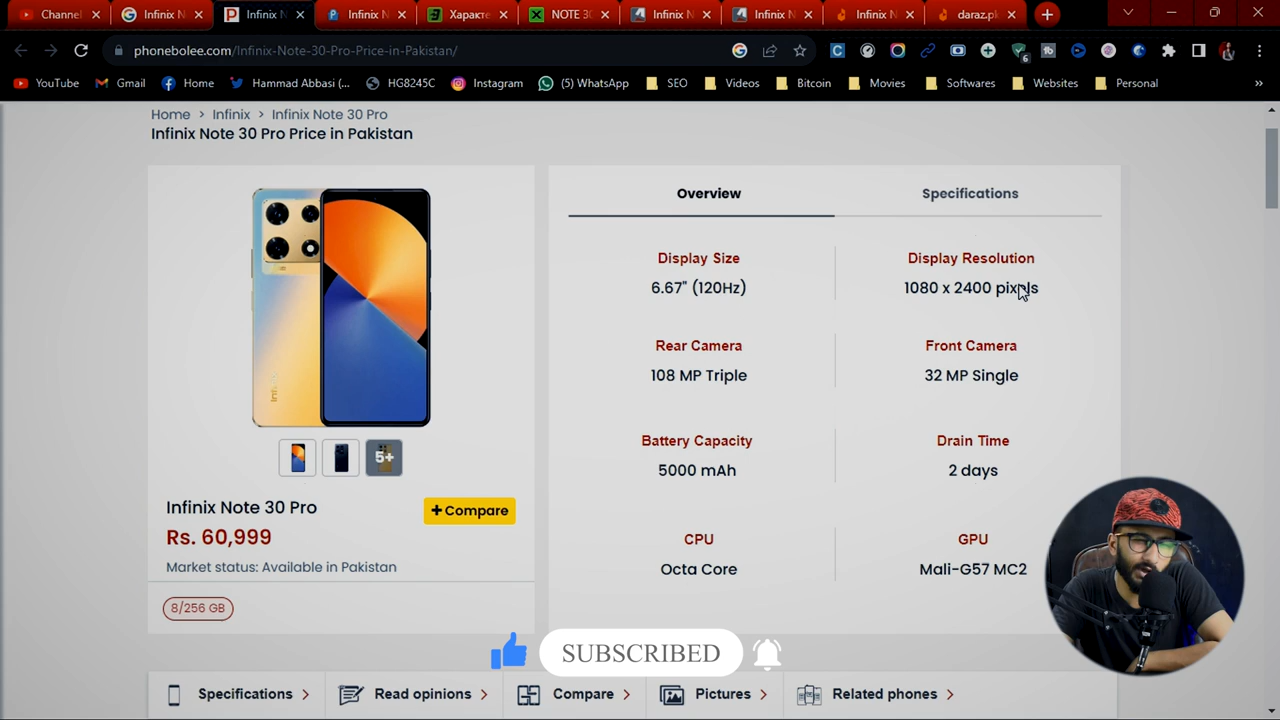 Channel
Infinix N
Infinix N
Infinix N
Характе
NOTE 30
Infinix N
Infinix N
Infinix N
daraz.pk
phonebolee.com/Infinix-Note-30-Pro-Price-in-Pakistan/
6
YouTube
Gmail
Home
Hammad Abbasi (...
HG8245C
Instagram
(5) WhatsApp
SEO
Videos
Bitcoin
Movies
Softwares
Websites
Personal
»
Home > Infinix > Infinix Note 30 Pro
Infinix Note 30 Pro Price in Pakistan
Infinix
5+
Infinix Note 30 Pro
+Compare
Rs. 60,999
Market status: Available in Pakistan
8/256 GB
Overview
Specifications
Display Size
Display Resolution
6.67" (120Hz)
1080 x 2400 pixels
Rear Camera
Front Camera
108 MP Triple
32 MP Single
Battery Capacity
Drain Time
5000 mAh
2 days
CPU
GPU
Octa Core
Mali-G57 MC2
SUBSCRIBED
Specifications >
Read opinions >
Compare >
Pictures >
Related phones >